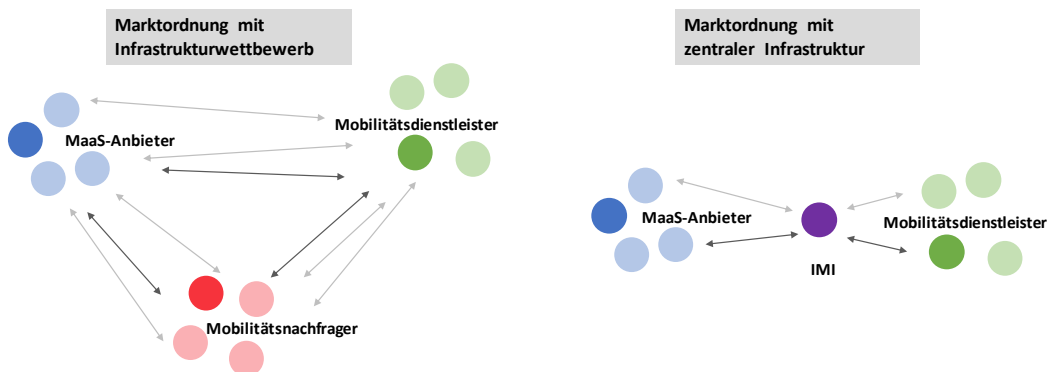 Marktordnung mit
Infrastrukturwettbewerb
MaaS-Anbieter
Mobilitätsdienstleister
Mobilitätsnachfrager
Marktordnung mit
zentraler Infrastruktur
MaaS-Anbieter
Mobilitätsdienstleister
IMI